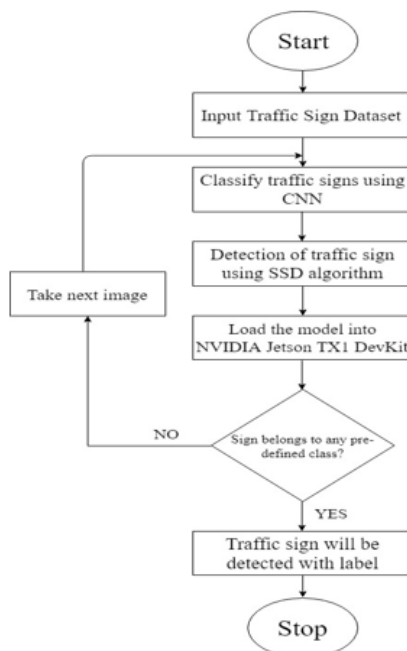 Start
Input Traffic Sign Dataset
Classify traffic signs using
CNN
Detection of traffic sign
using SSD algorithm
Take next image
Load the model into
NVIDIA Jetson TX1 DevKit
NO
Sign belongs to any pre-
defined class?
YES
Traffic sign will be
detected with label
Stop